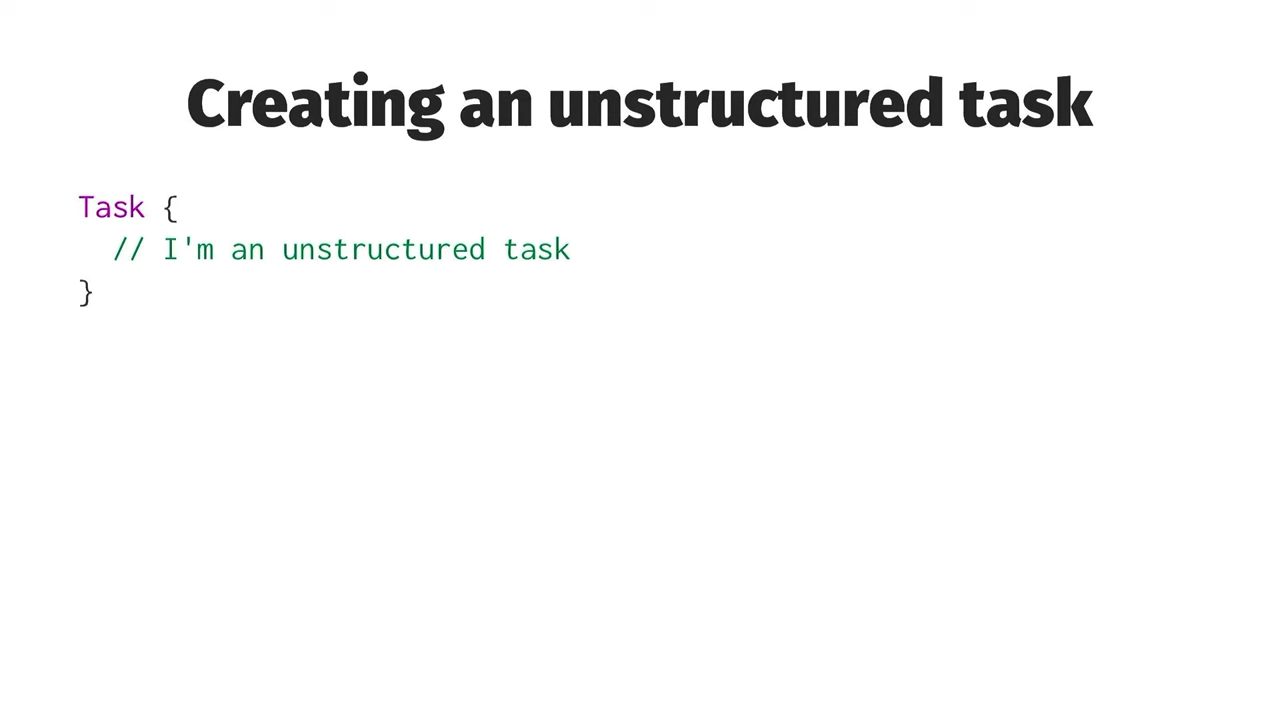 Creating an unstructured task
Task {
  // I'm an unstructured task
}